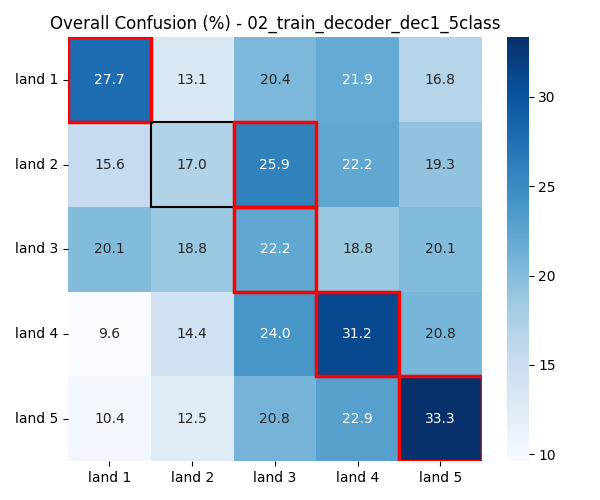 Overall Confusion (%) - 02_train_decoder_dec1_5class
land 1 27.7 13.1 20.4 21.9 16.8
land 2 15.6 17.0 25.9 22.2 19.3
land 3 20.1 18.8 22.2 18.8 20.1
land 4 9.6 14.4 24.0 31.2 20.8
land 5 10.4 12.5 20.8 22.9 33.3
land 1 land 2 land 3 land 4 land 5
30
25
20
15
10